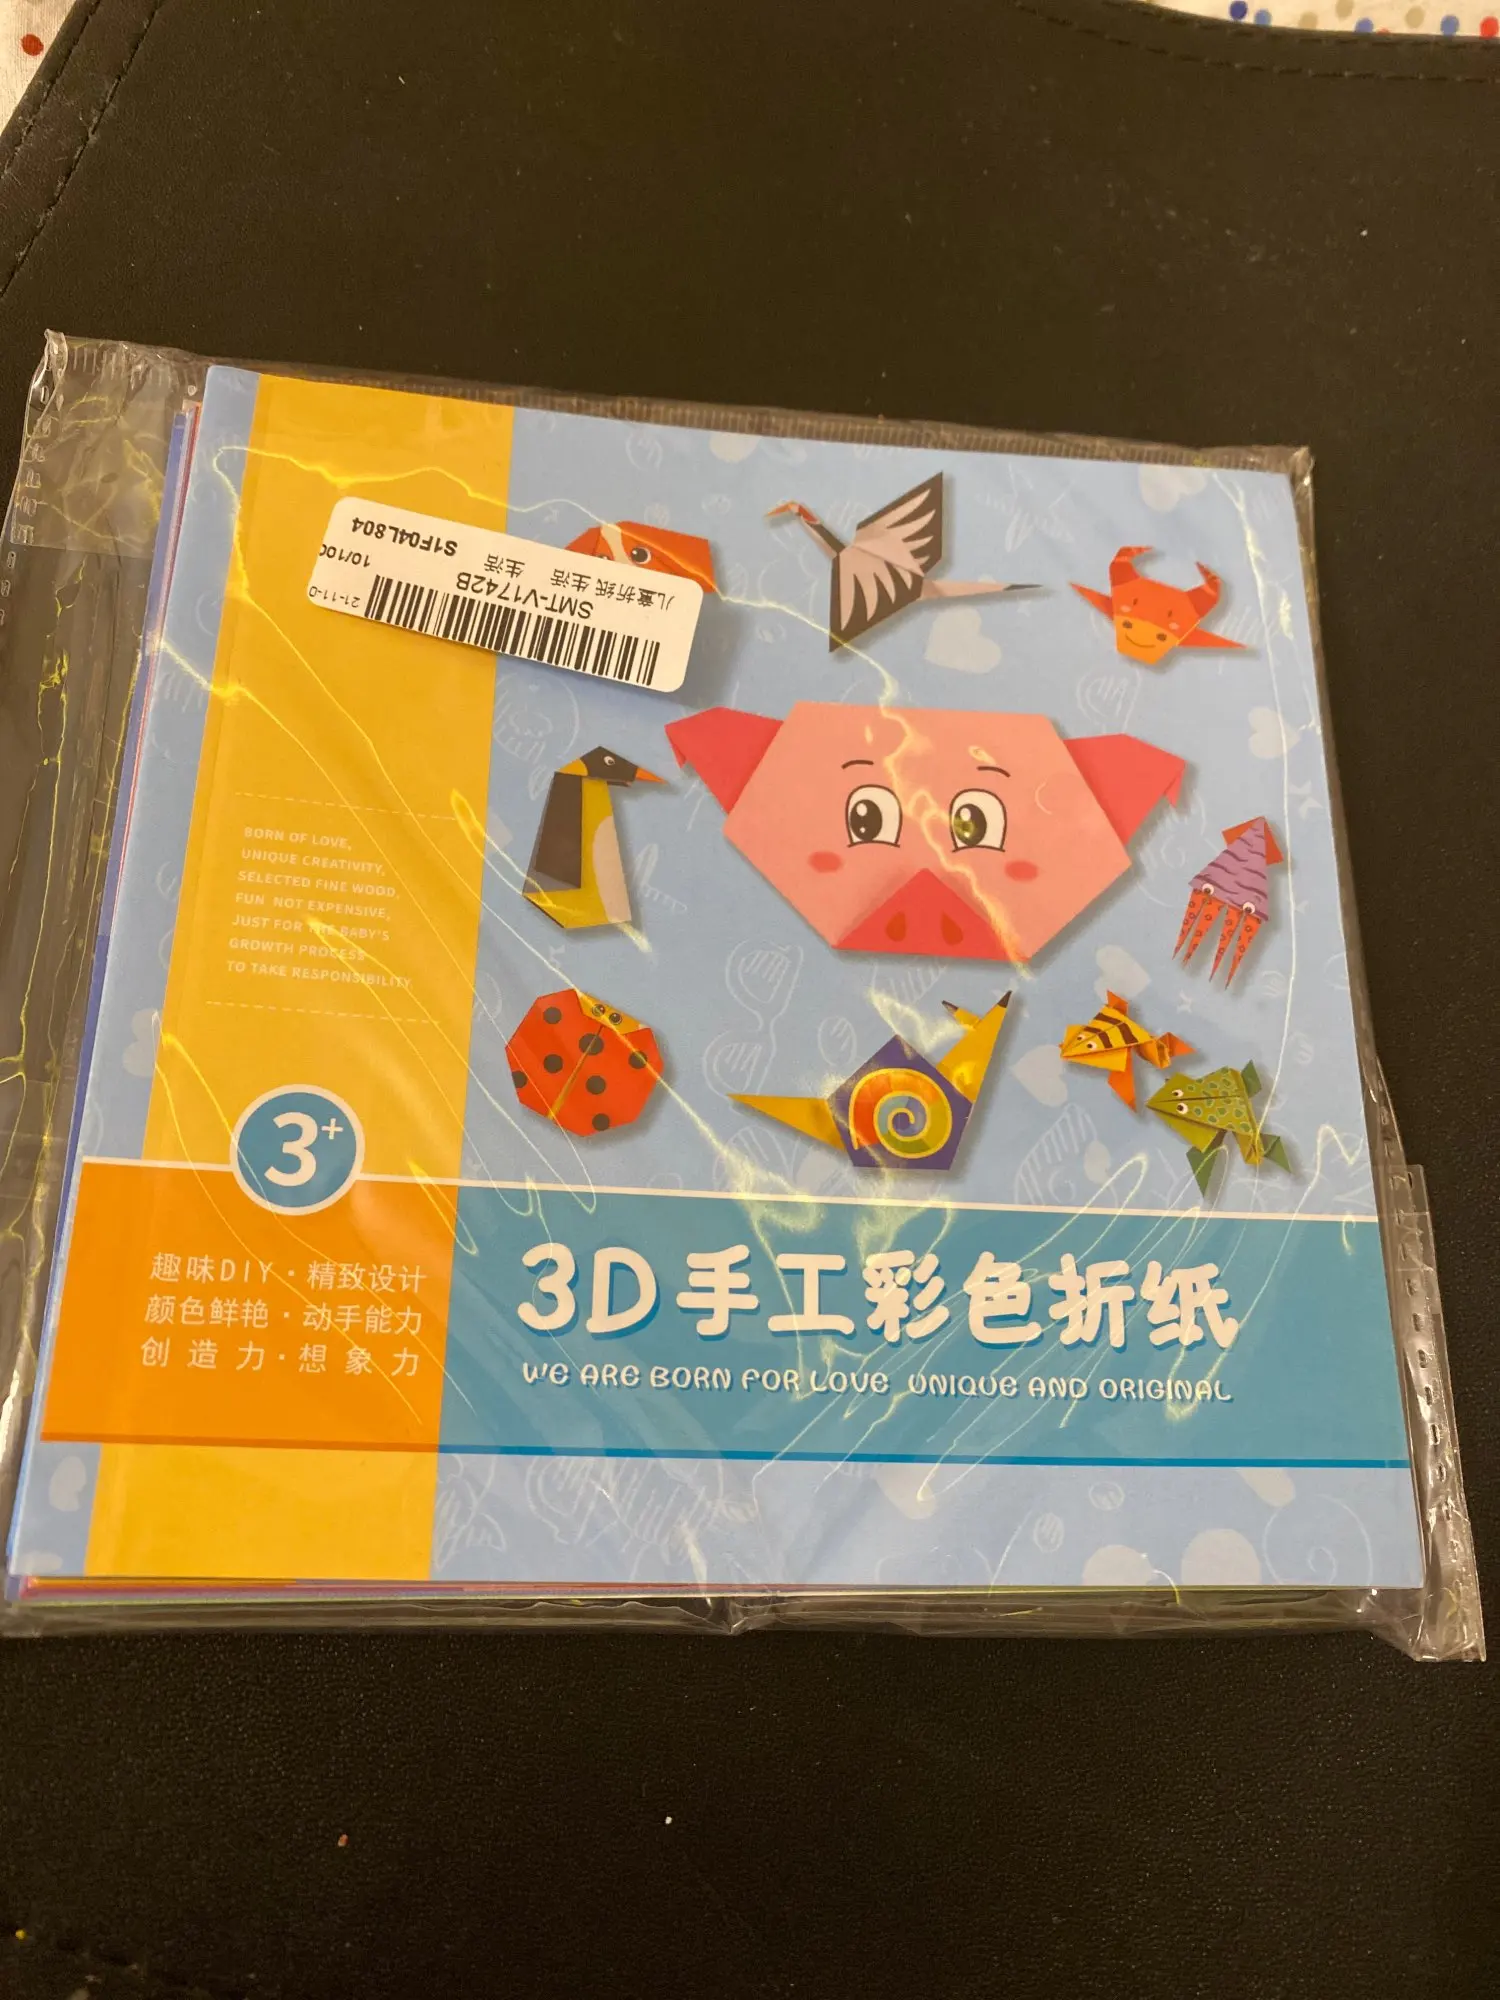 S1F04L804
10/100
儿童折纸 生活 生活
SMT-V1742B
21-11-0
BORN OF LOVE,
UNIQUE CREATIVITY,
SELECTED FINE WOOD,
FUN NOT EXPENSIVE,
JUST FOR THE BABY'S
GROWTH PROCESS
TO TAKE RESPONSIBILITY
3+
趣味DIY·精致设计
颜色鲜艳·动手能力
创造力·想象力
3D手工彩色折纸
WE ARE BORN FOR LOVE UNIQUE AND ORIGINAL